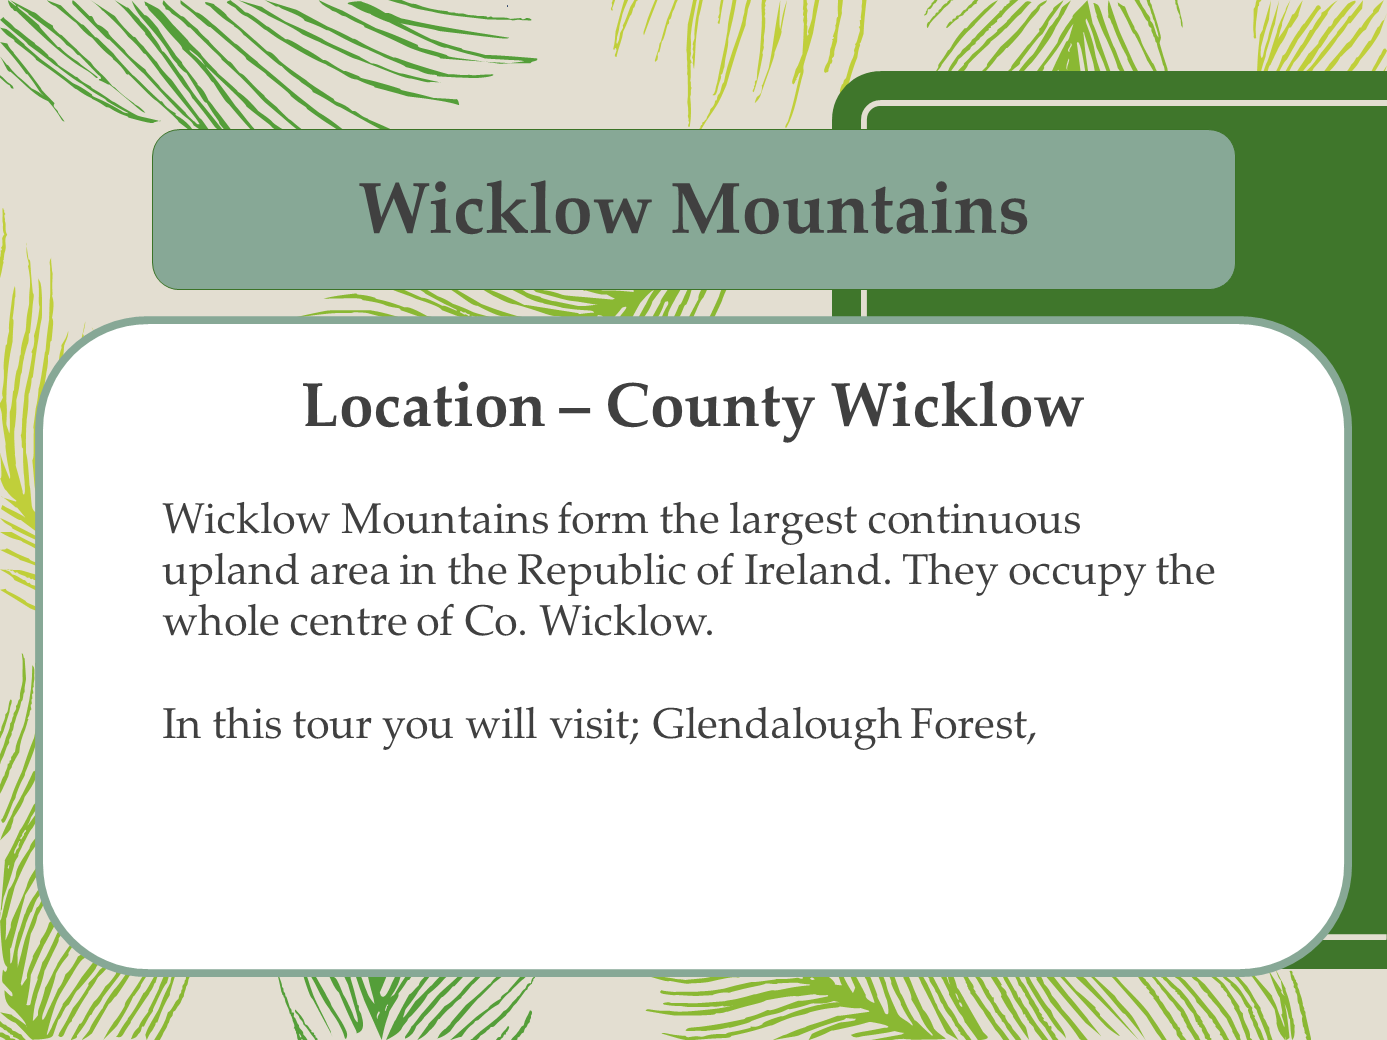 Wicklow Mountains
Location – County Wicklow
Wicklow Mountains form the largest continuous
upland area in the Republic of Ireland. They occupy the
whole centre of Co. Wicklow.
In this tour you will visit; Glendalough Forest,